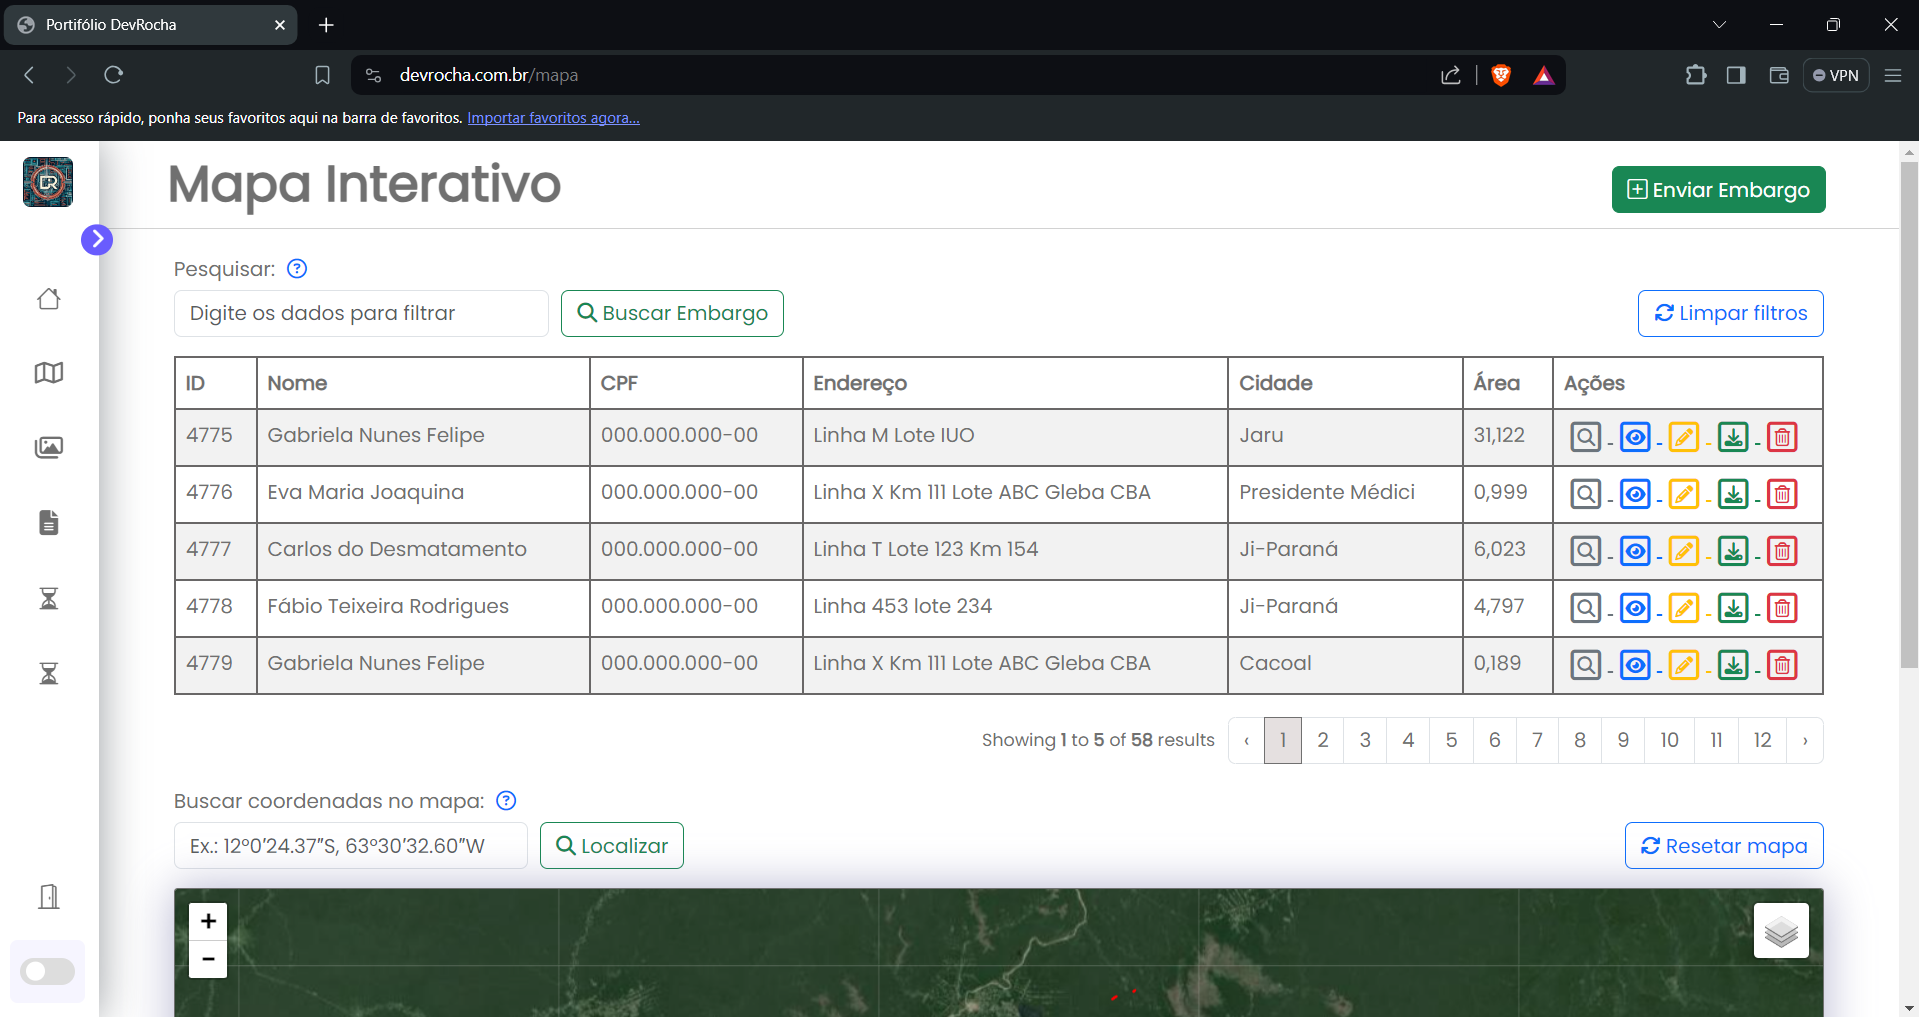 Portifólio DevRocha
devrocha.com.br/mapa
VPN
Para acesso rápido, ponha seus favoritos aqui na barra de favoritos. Importar favoritos agora...
DR
Mapa Interativo
Enviar Embargo
Pesquisar: ?
Digite os dados para filtrar
Buscar Embargo
Limpar filtros
ID Nome CPF Endereço Cidade Área Ações
4775 Gabriela Nunes Felipe 000.000.000-00 Linha M Lote IUO Jaru 31,122 - - - -
4776 Eva Maria Joaquina 000.000.000-00 Linha X Km 111 Lote ABC Gleba CBA Presidente Médici 0,999 - - - -
4777 Carlos do Desmatamento 000.000.000-00 Linha T Lote 123 Km 154 Ji-Paraná 6,023 - - - -
4778 Fábio Teixeira Rodrigues 000.000.000-00 Linha 453 lote 234 Ji-Paraná 4,797 - - - -
4779 Gabriela Nunes Felipe 000.000.000-00 Linha X Km 111 Lote ABC Gleba CBA Cacoal 0,189 - - - -
Showing 1 to 5 of 58 results ‹ 1 2 3 4 5 6 7 8 9 10 11 12 ›
Buscar coordenadas no mapa: ?
Ex.: 12°0'24.37"S, 63°30'32.60"W
Localizar
Resetar mapa
+
−